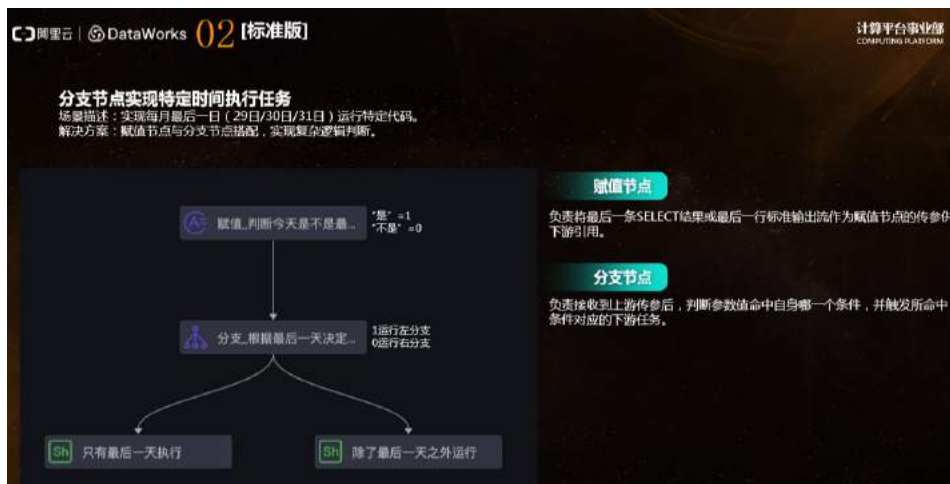 阿里云 | DataWorks 02 [标准版]
计算平台事业部
COMPUTING PLATFORM
分支节点实现特定时间执行任务
场景描述：实现每月最后一日（29日/30日/31日）运行特定代码。
解决方案：赋值节点与分支节点搭配，实现复杂逻辑判断。
赋值_判断今天是不是最...
"是" =1
"不是" =0
分支_根据最后一天决定...
1运行左分支
0运行右分支
Sh 只有最后一天执行
Sh 除了最后一天之外运行
赋值节点
负责将最后一条SELECT结果或最后一行标准输出流作为赋值节点的传参供
下游引用。
分支节点
负责接收到上游传参后，判断参数值命中自身哪一个条件，并触发所命中
条件对应的下游任务。